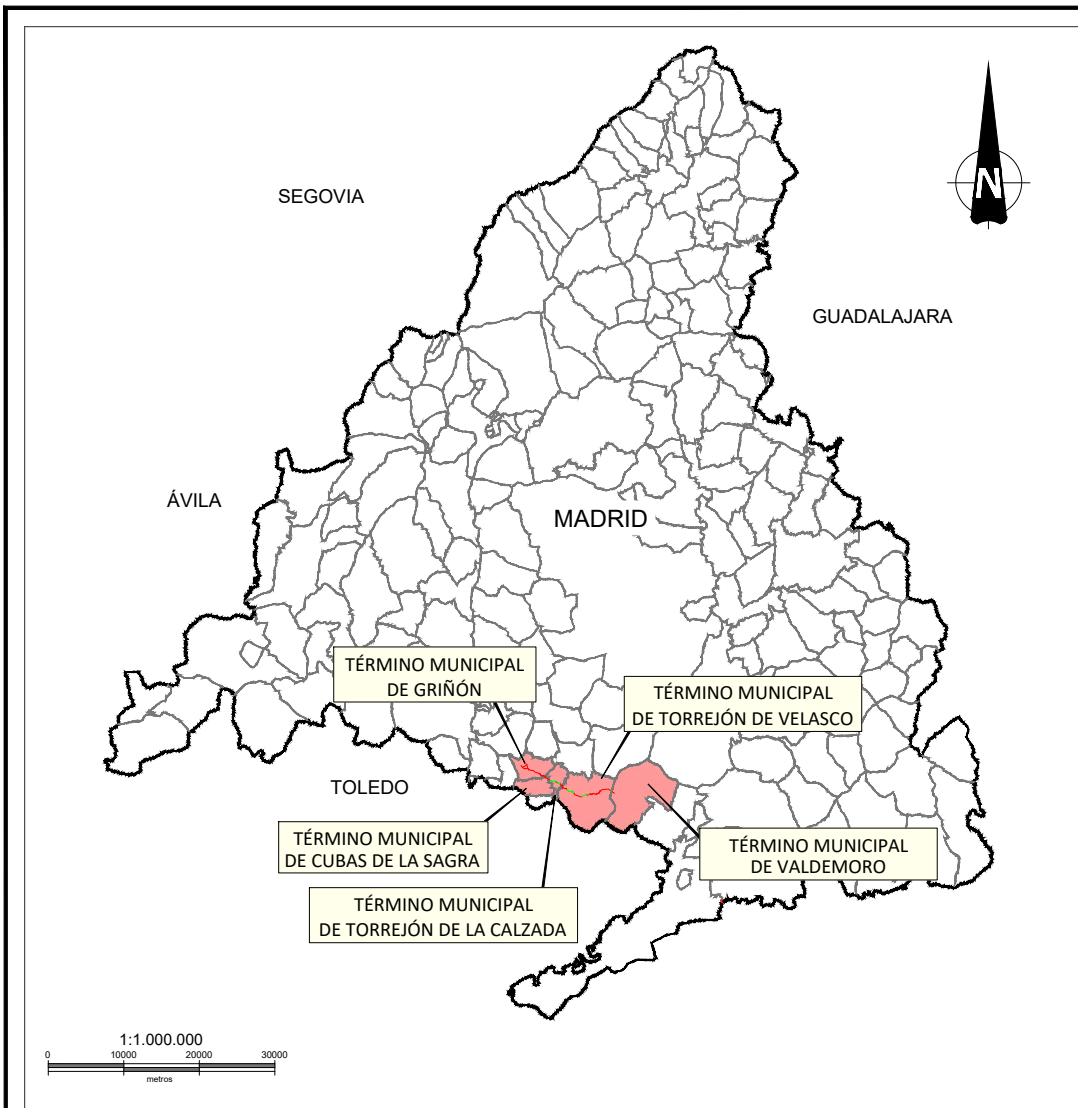 SEGOVIA
N
GUADALAJARA
ÁVILA
MADRID
TÉRMINO MUNICIPAL
DE GRIÑÓN
TÉRMINO MUNICIPAL
DE TORREJÓN DE VELASCO
TOLEDO
TÉRMINO MUNICIPAL
DE CUBAS DE LA SAGRA
TÉRMINO MUNICIPAL
DE VALDEMORO
TÉRMINO MUNICIPAL
DE TORREJÓN DE LA CALZADA
1:1.000.000
0 10000 20000 30000
metros